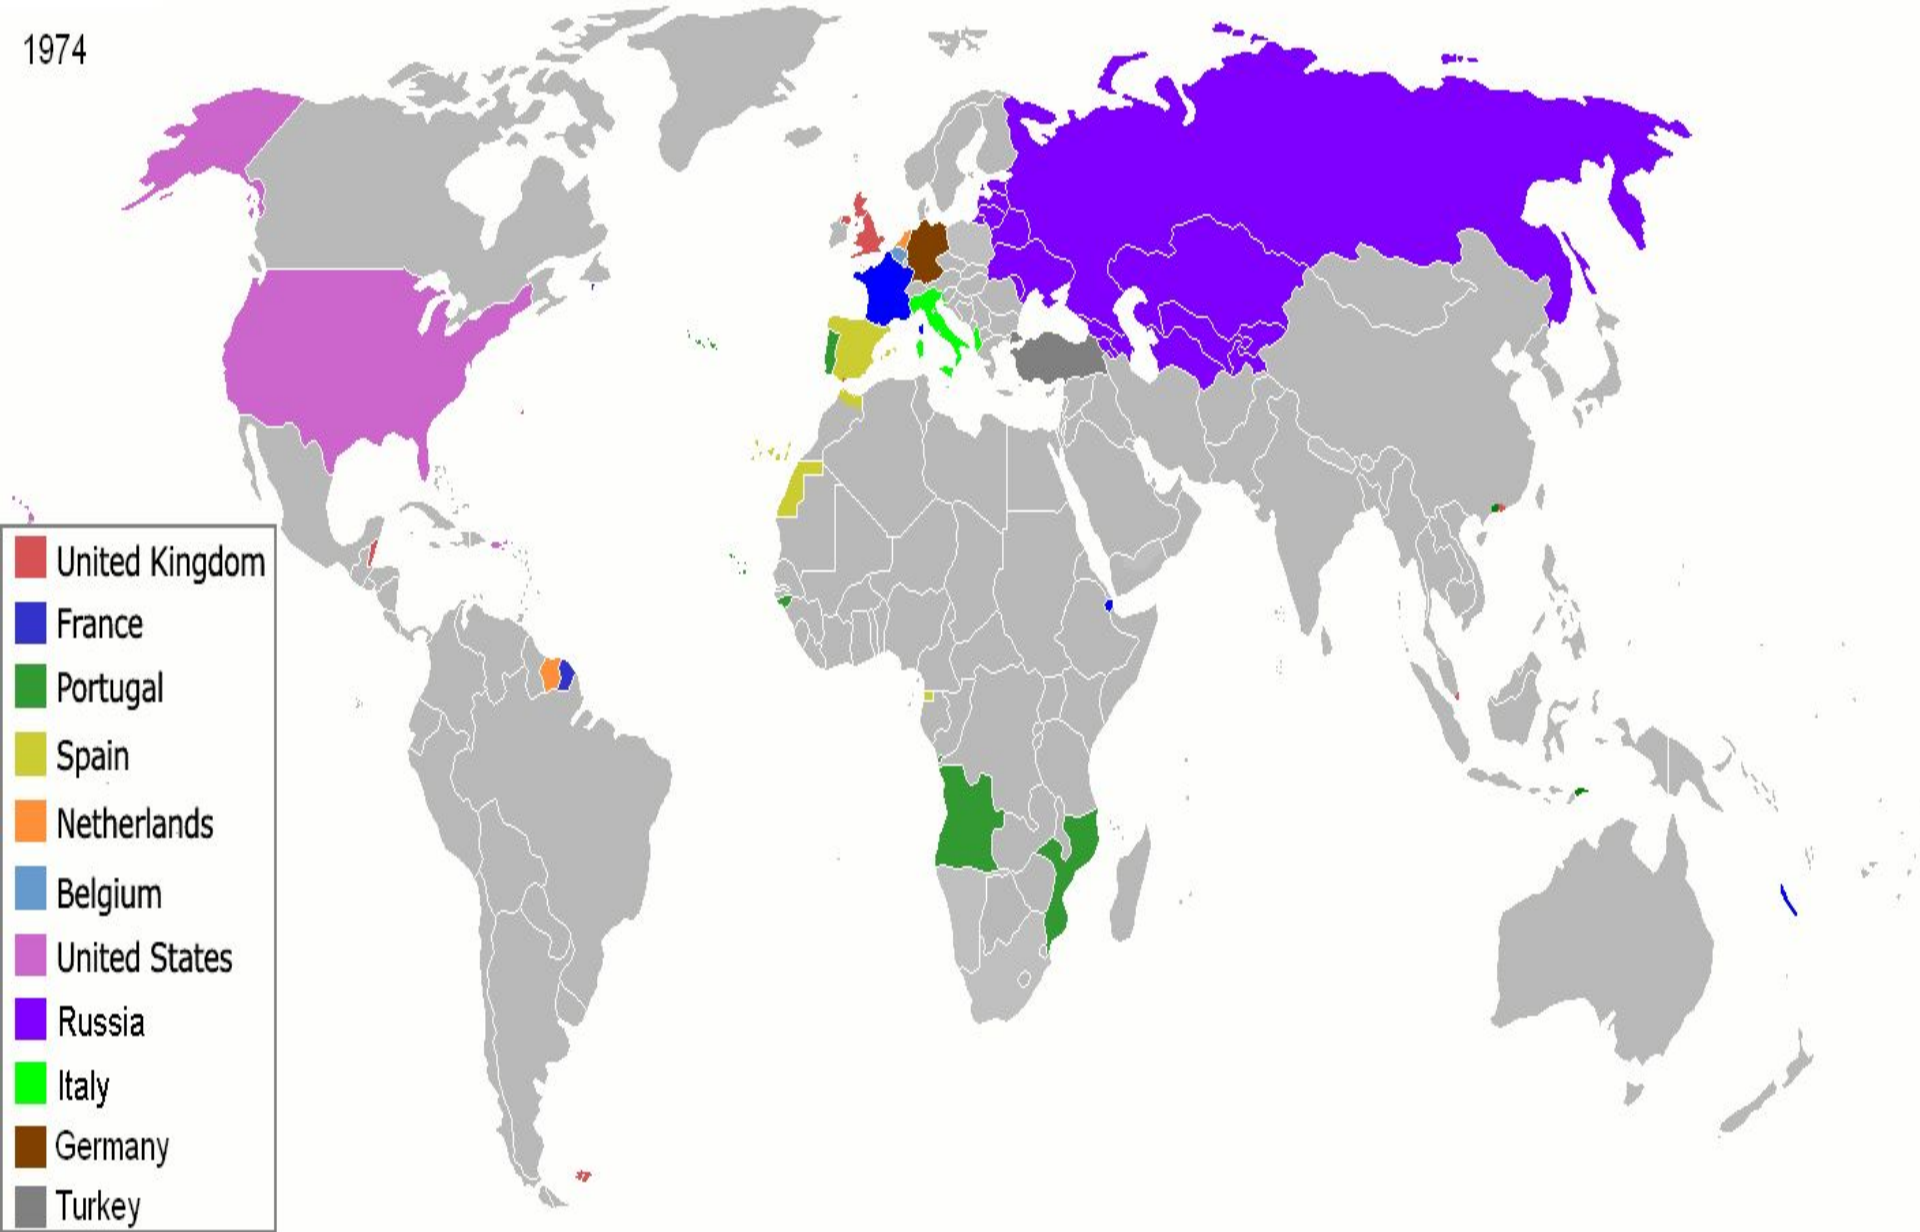 1974
United Kingdom
France
Portugal
Spain
Netherlands
Belgium
United States
Russia
Italy
Germany
Turkey